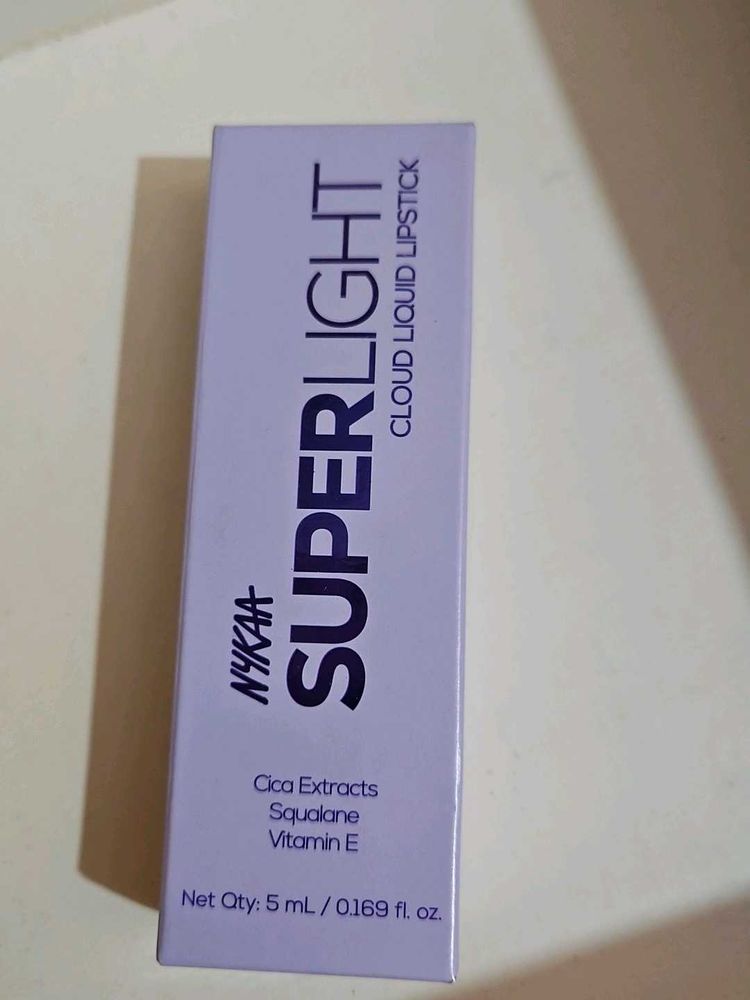 NYKAA
SUPERLIGHT
CLOUD LIQUID LIPSTICK
Cica Extracts
Squalane
Vitamin E
Net Qty: 5 mL / 0.169 fl. oz.